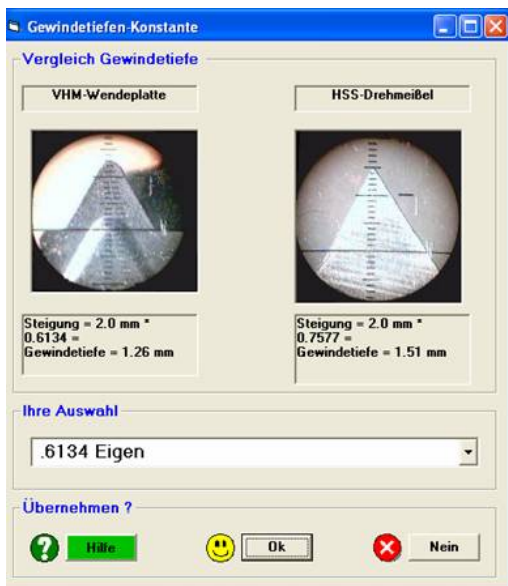 Gewindetiefen-Konstante
Vergleich Gewindetiefe
VHM-Wendeplatte
HSS-Drehmeißel
Steigung = 2.0 mm *
0.6134 =
Gewindetiefe = 1.26 mm
Steigung = 2.0 mm *
0.7577 =
Gewindetiefe = 1.51 mm
Ihre Auswahl
.6134 Eigen
Übernehmen ?
Hilfe
Ok
Nein